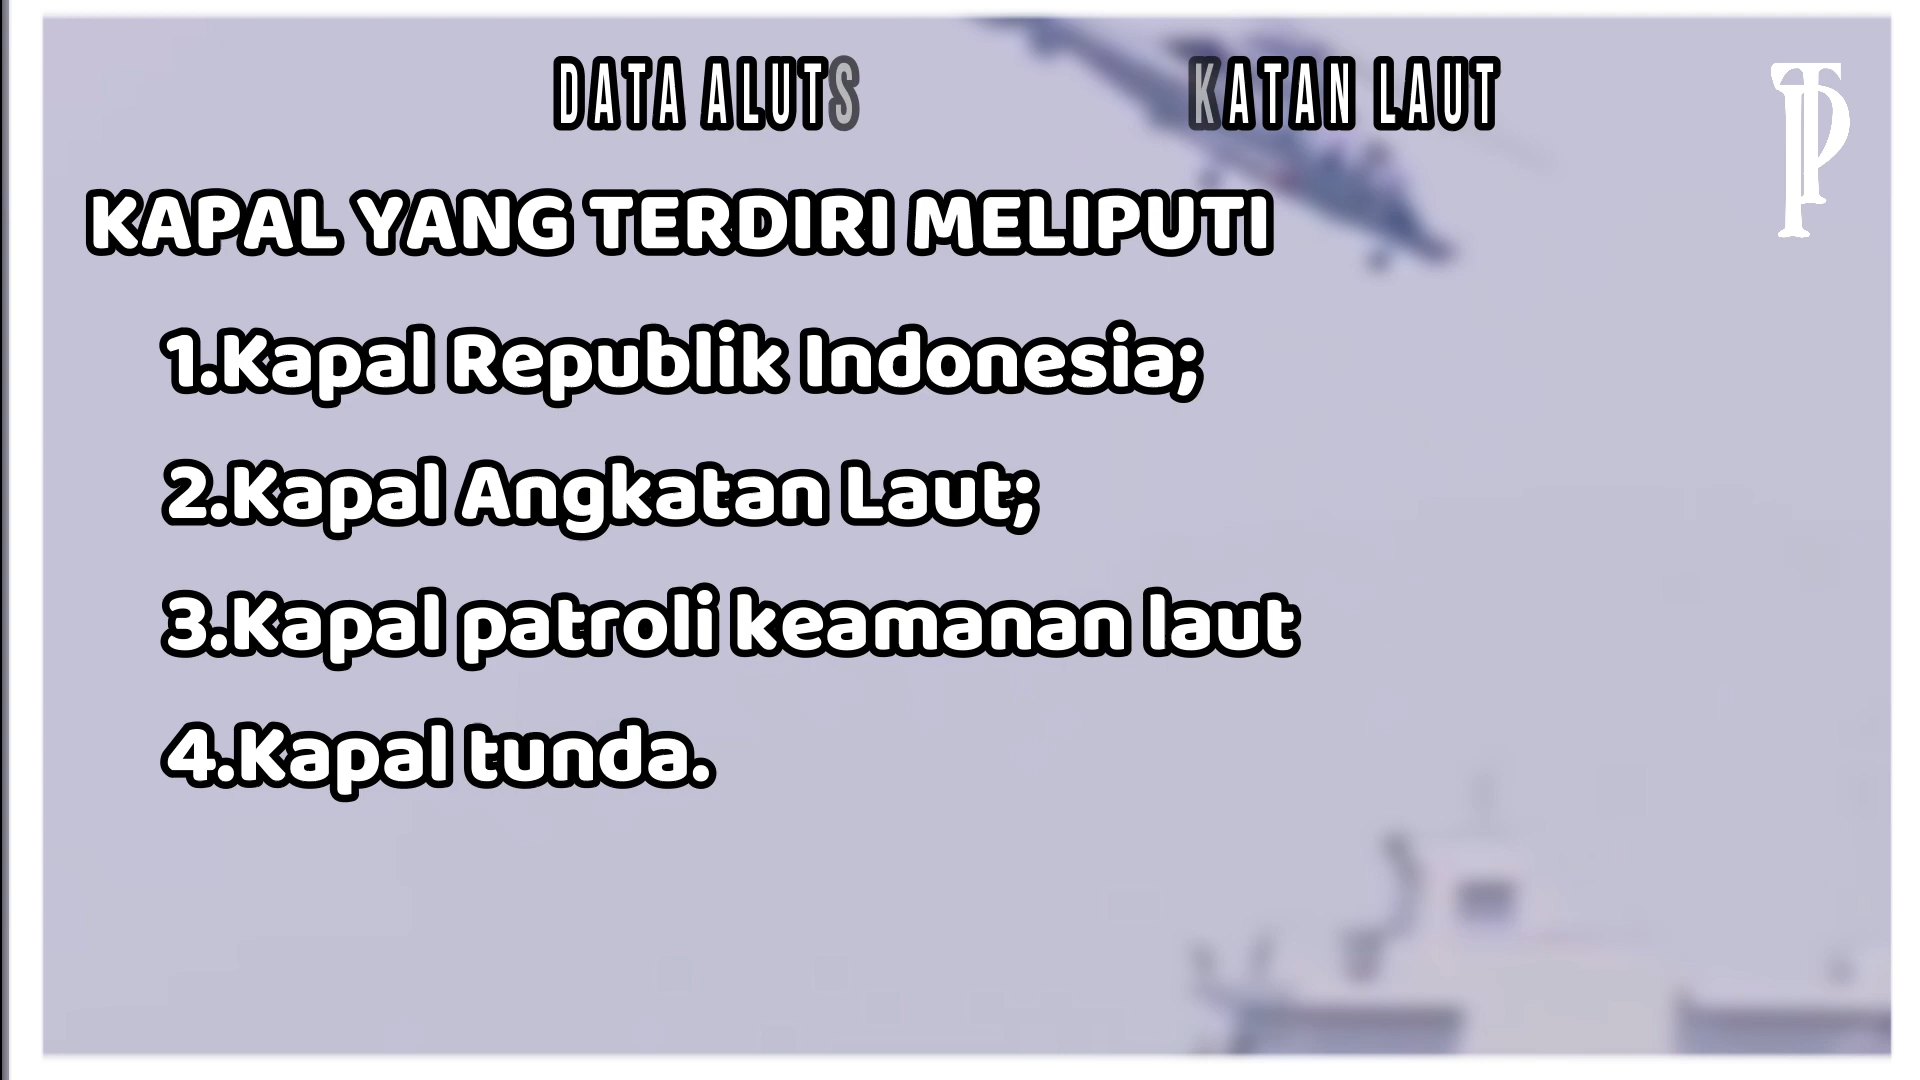 DATA ALUTS KATAN LAUT
KAPAL YANG TERDIRI MELIPUTI
1.Kapal Republik Indonesia;
2.Kapal Angkatan Laut;
3.Kapal patroli keamanan laut
4.Kapal tunda.